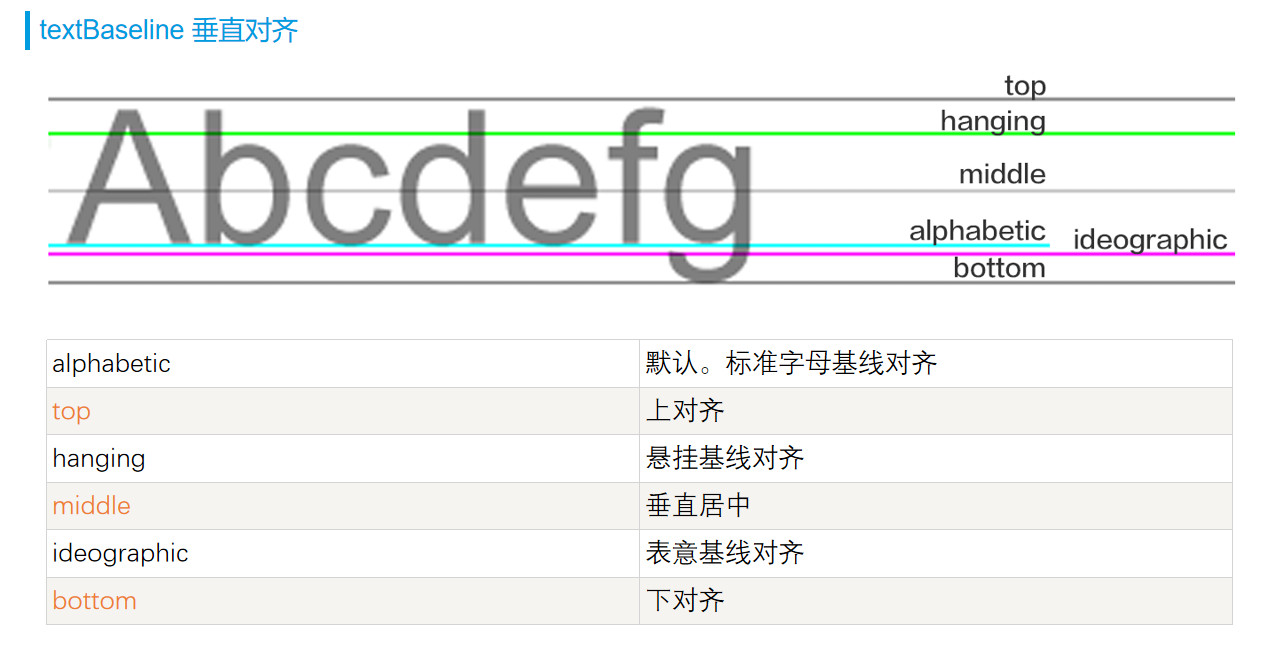 textBaseline 垂直对齐
Abcdefg
top
hanging
middle
alphabetic
ideographic
bottom
alphabetic 默认。标准字母基线对齐
top 上对齐
hanging 悬挂基线对齐
middle 垂直居中
ideographic 表意基线对齐
bottom 下对齐